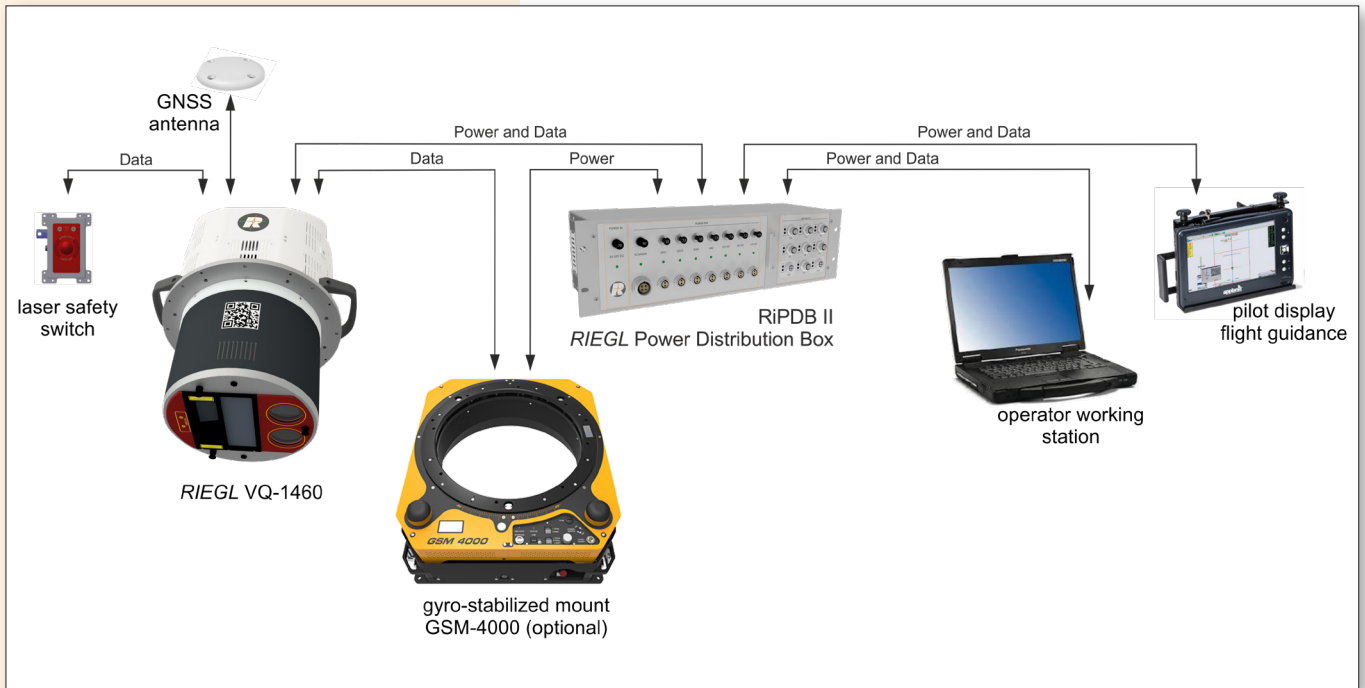 GNSS
antenna
Power and Data
Power and Data
Data
Data
Power
Power and Data
laser safety
switch
RiPDB II
RIEGL Power Distribution Box
applanix
pilot display
flight guidance
Panasonic
operator working
station
RIEGL VQ-1460
GSM 4000
gyro-stabilized mount
GSM-4000 (optional)